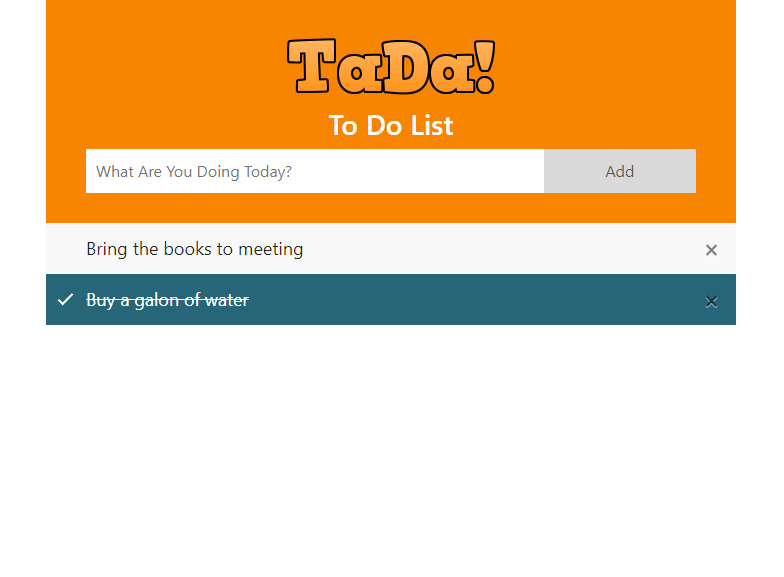 TaDa!
To Do List
What Are You Doing Today?
Add
Bring the books to meeting
Buy a galon of water